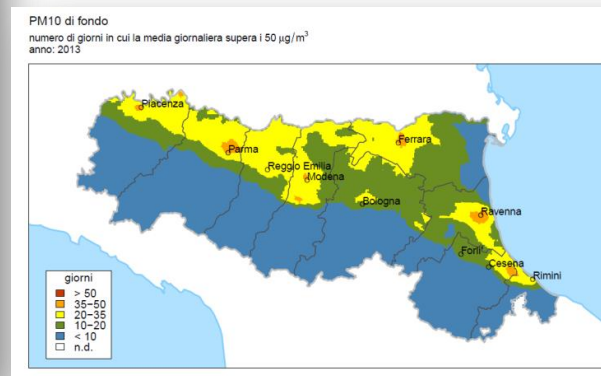 PM10 di fondo
numero di giorni in cui la media giornaliera supera i 50 μg/m³
anno: 2013
Piacenza
Parma
Reggio Emilia
Modena
Ferrara
Bologna
Ravenna
Forli'
Cesena
Rimini
giorni
> 50
35−50
20−35
10−20
< 10
n.d.